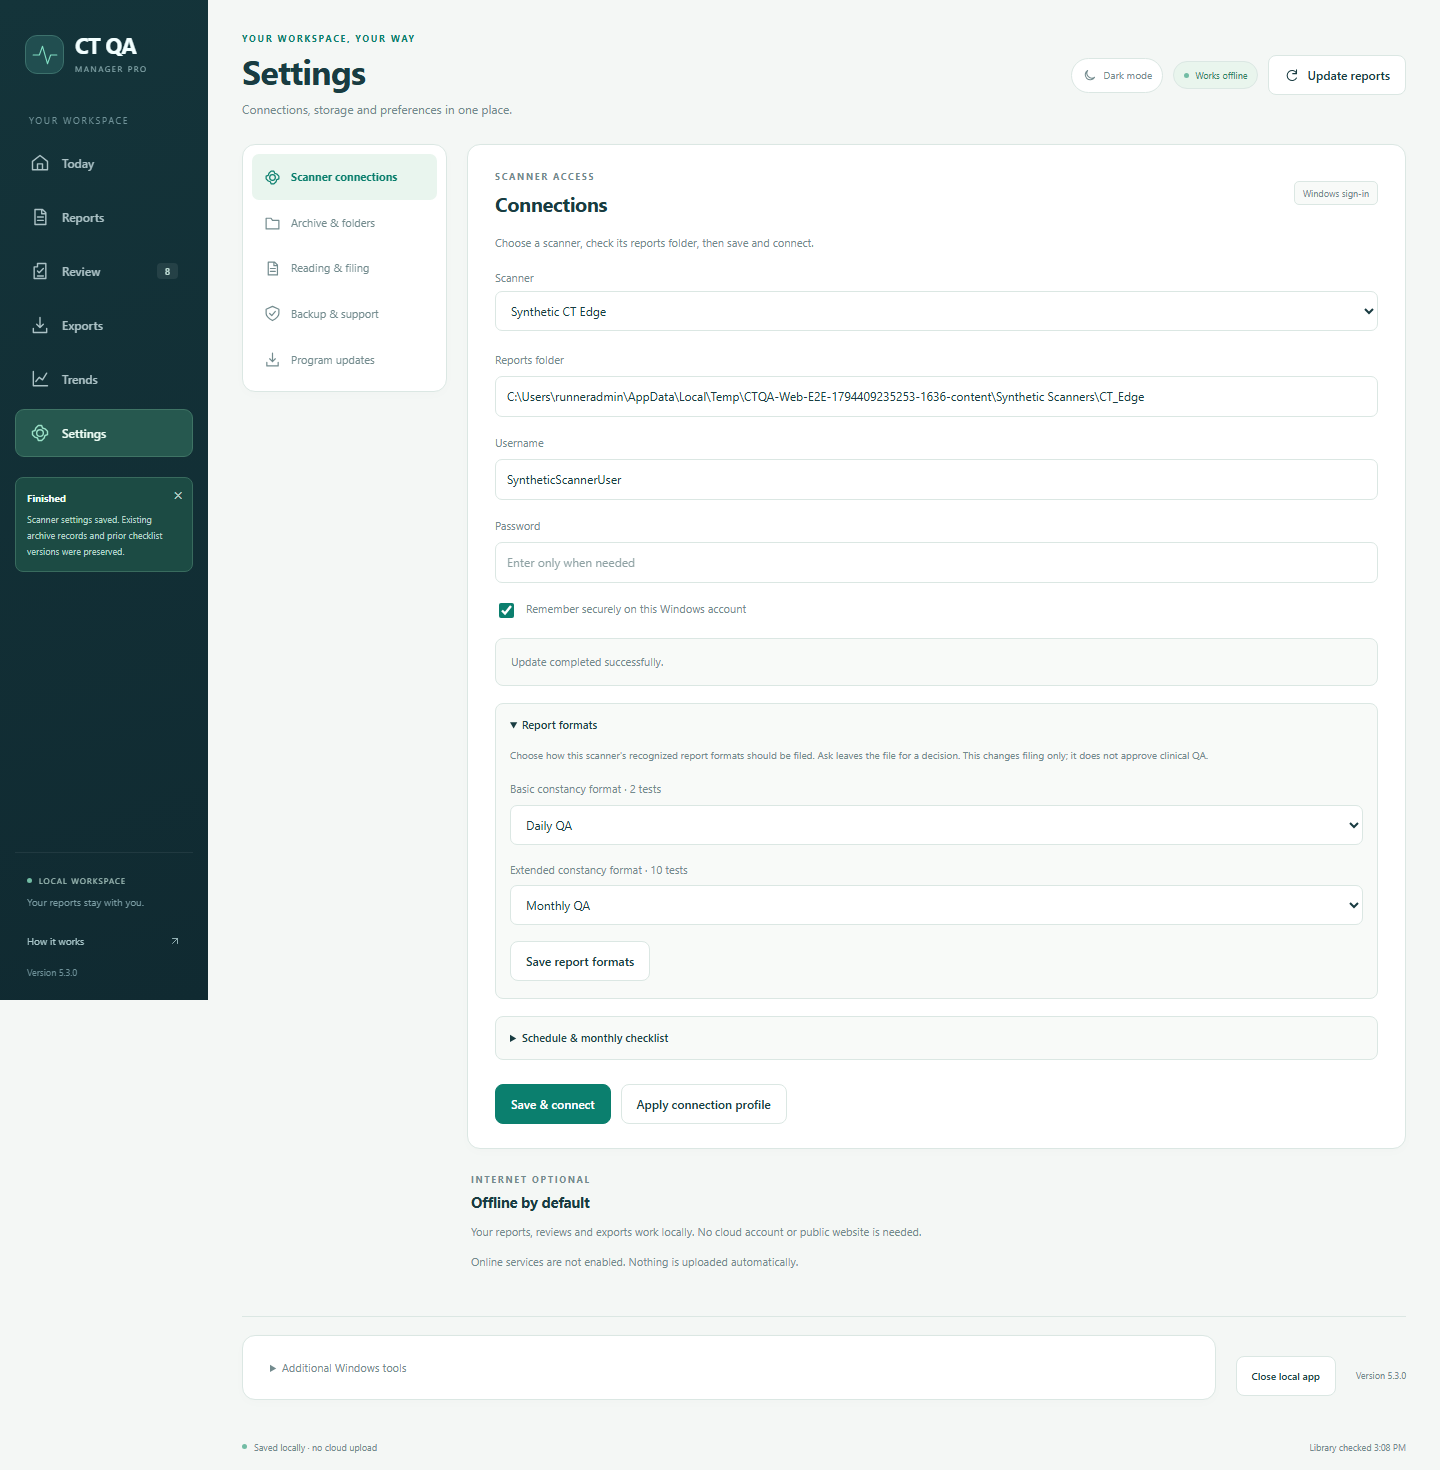 CT QA
MANAGER PRO
YOUR WORKSPACE
Today
Reports
Review 8
Exports
Trends
Settings
Finished
Scanner settings saved. Existing
archive records and prior checklist
versions were preserved.
LOCAL WORKSPACE
Your reports stay with you.
How it works
Version 5.3.0
YOUR WORKSPACE, YOUR WAY
Settings
Connections, storage and preferences in one place.
Dark mode
Works offline
Update reports
Scanner connections
Archive & folders
Reading & filing
Backup & support
Program updates
SCANNER ACCESS
Connections
Windows sign-in
Choose a scanner, check its reports folder, then save and connect.
Scanner
Synthetic CT Edge
Reports folder
C:\Users\runneradmin\AppData\Local\Temp\CTQA-Web-E2E-1794409235253-1636-content\Synthetic Scanners\CT_Edge
Username
SyntheticScannerUser
Password
Enter only when needed
Remember securely on this Windows account
Update completed successfully.
Report formats
Choose how this scanner's recognized report formats should be filed. Ask leaves the file for a decision. This changes filing only; it does not approve clinical QA.
Basic constancy format · 2 tests
Daily QA
Extended constancy format · 10 tests
Monthly QA
Save report formats
Schedule & monthly checklist
Save & connect
Apply connection profile
INTERNET OPTIONAL
Offline by default
Your reports, reviews and exports work locally. No cloud account or public website is needed.
Online services are not enabled. Nothing is uploaded automatically.
Additional Windows tools
Close local app
Version 5.3.0
Saved locally · no cloud upload
Library checked 3:08 PM